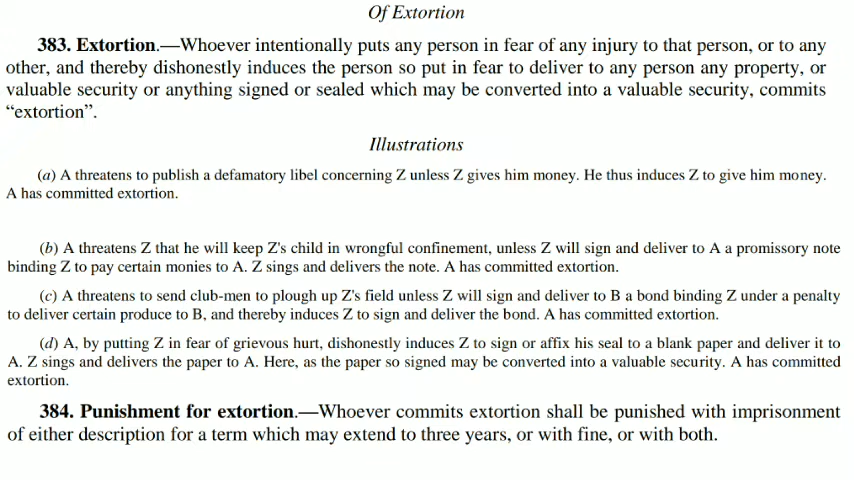 Of Extortion
383. Extortion.—Whoever intentionally puts any person in fear of any injury to that person, or to any
other, and thereby dishonestly induces the person so put in fear to deliver to any person any property, or
valuable security or anything signed or sealed which may be converted into a valuable security, commits
“extortion”.
Illustrations
(a) A threatens to publish a defamatory libel concerning Z unless Z gives him money. He thus induces Z to give him money.
A has committed extortion.
(b) A threatens Z that he will keep Z's child in wrongful confinement, unless Z will sign and deliver to A a promissory note
binding Z to pay certain monies to A. Z sings and delivers the note. A has committed extortion.
(c) A threatens to send club-men to plough up Z's field unless Z will sign and deliver to B a bond binding Z under a penalty
to deliver certain produce to B, and thereby induces Z to sign and deliver the bond. A has committed extortion.
(d) A, by putting Z in fear of grievous hurt, dishonestly induces Z to sign or affix his seal to a blank paper and deliver it to
A. Z sings and delivers the paper to A. Here, as the paper so signed may be converted into a valuable security. A has committed
extortion.
384. Punishment for extortion.—Whoever commits extortion shall be punished with imprisonment
of either description for a term which may extend to three years, or with fine, or with both.